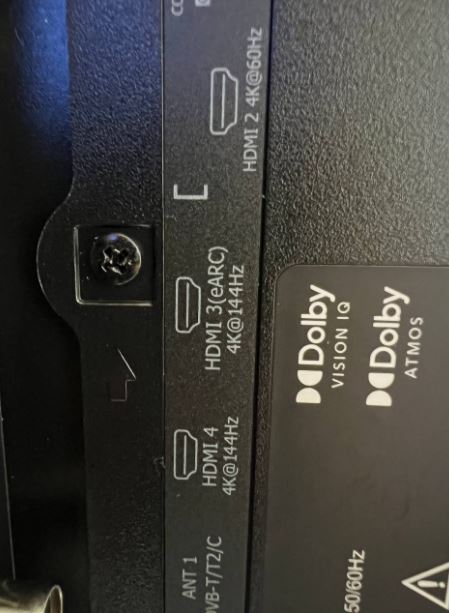 HDMI 2 4K@60Hz
HDMI 3(eARC)
4K@144Hz
HDMI 4
4K@144Hz
ANT 1
DVB-T/T2/C
Dolby
VISION IQ
Dolby
ATMOS
50/60Hz